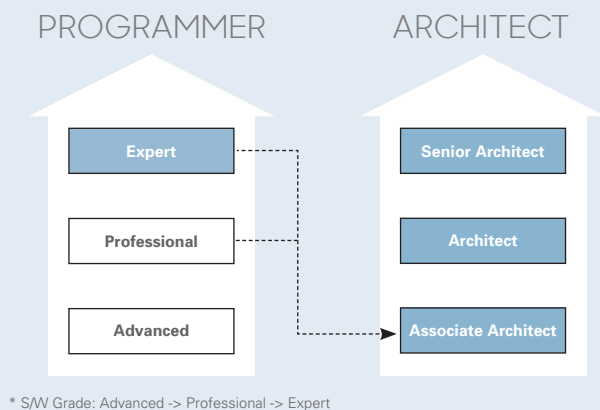 PROGRAMMER
ARCHITECT
Expert
Senior Architect
Professional
Architect
Advanced
Associate Architect
* S/W Grade: Advanced -> Professional -> Expert